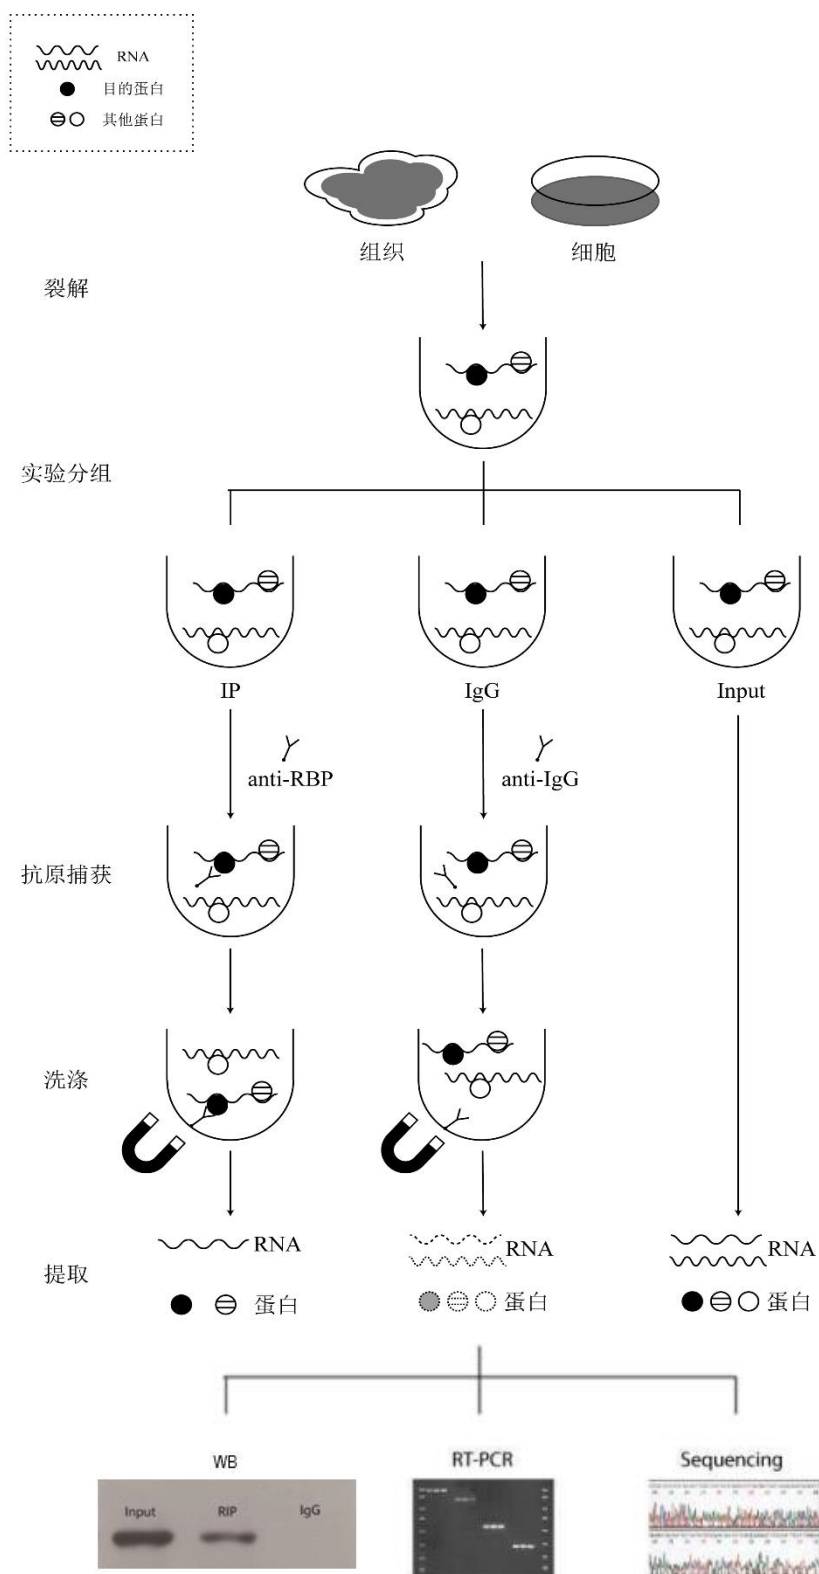 RNA
目的蛋白
其他蛋白
组织
细胞
裂解
实验分组
IP
IgG
Input
anti-RBP
anti-IgG
抗原捕获
洗涤
RNA
RNA
RNA
提取
蛋白
蛋白
蛋白
WB
RT-PCR
Sequencing
Input
RIP
IgG